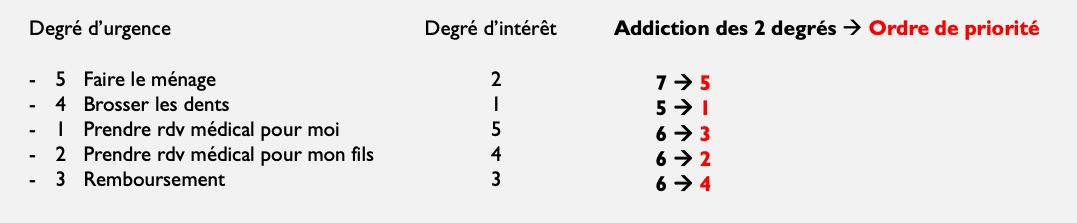 Degré d’urgence Degré d’intérêt Addiction des 2 degrés → Ordre de priorité
- 5 Faire le ménage 2 7 → 5
- 4 Brosser les dents 1 5 → 1
- 1 Prendre rdv médical pour moi 5 6 → 3
- 2 Prendre rdv médical pour mon fils 4 6 → 2
- 3 Remboursement 3 6 → 4